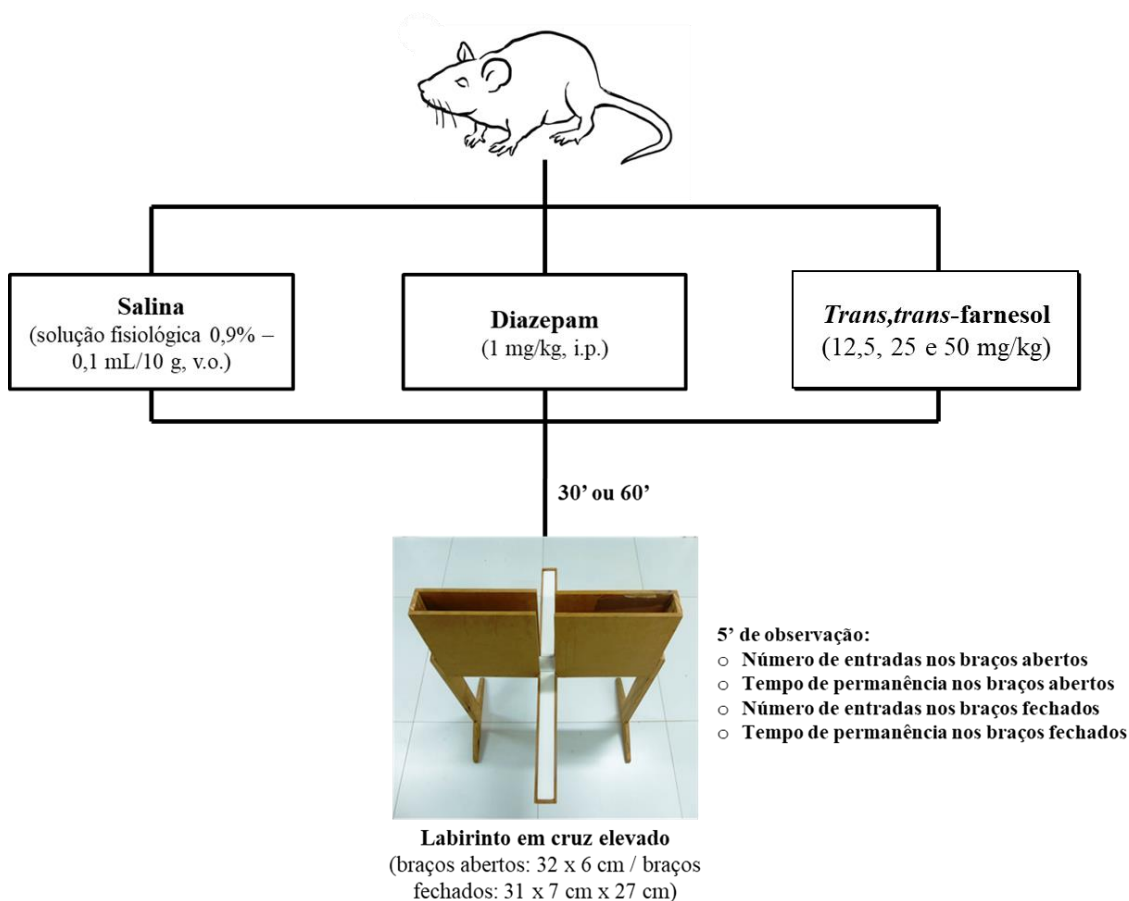 Salina
(solução fisiológica 0,9% –
0,1 mL/10 g, v.o.)
Diazepam
(1 mg/kg, i.p.)
Trans,trans-farnesol
(12,5, 25 e 50 mg/kg)
30’ ou 60’
5’ de observação:
○ Número de entradas nos braços abertos
○ Tempo de permanência nos braços abertos
○ Número de entradas nos braços fechados
○ Tempo de permanência nos braços fechados
Labirinto em cruz elevado
(braços abertos: 32 x 6 cm / braços
fechados: 31 x 7 cm x 27 cm)